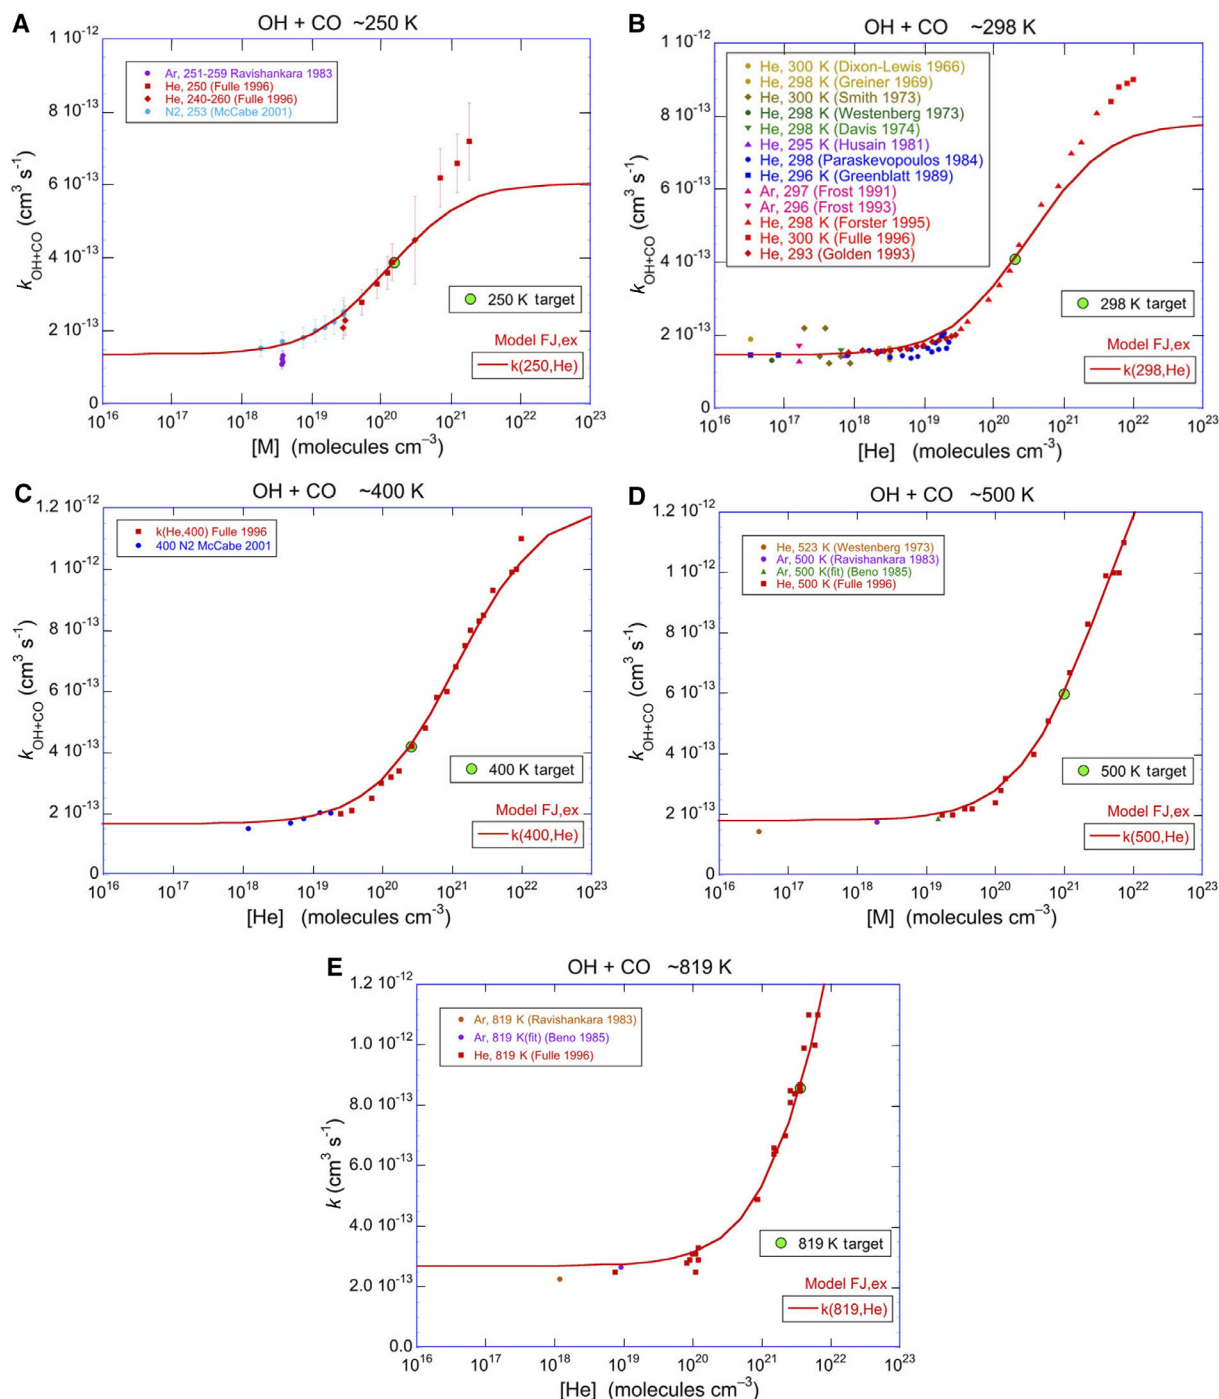 A
OH + CO ~250 K
1 10⁻¹²
8 10⁻¹³
6 10⁻¹³
4 10⁻¹³
2 10⁻¹³
0
k_OH+CO (cm³ s⁻¹)
Ar, 251-259 Ravishankara 1983
He, 250 (Fulle 1996)
He, 240-260 (Fulle 1996)
N2, 253 (McCabe 2001)
250 K target
Model FJ,ex
k(250,He)
10¹⁶ 10¹⁷ 10¹⁸ 10¹⁹ 10²⁰ 10²¹ 10²² 10²³
[M] (molecules cm⁻³)
B
OH + CO ~298 K
1 10⁻¹²
8 10⁻¹³
6 10⁻¹³
4 10⁻¹³
2 10⁻¹³
0
k_OH+CO (cm³ s⁻¹)
He, 300 K (Dixon-Lewis 1966)
He, 298 K (Greiner 1969)
He, 300 K (Smith 1973)
He, 298 K (Westenberg 1973)
He, 298 K (Davis 1974)
He, 295 K (Husain 1981)
He, 298 (Paraskevopoulos 1984)
He, 296 K (Greenblatt 1989)
Ar, 297 (Frost 1991)
Ar, 296 (Frost 1993)
He, 298 K (Forster 1995)
He, 300 K (Fulle 1996)
He, 293 (Golden 1993)
298 K target
Model FJ,ex
k(298,He)
10¹⁶ 10¹⁷ 10¹⁸ 10¹⁹ 10²⁰ 10²¹ 10²² 10²³
[He] (molecules cm⁻³)
C
OH + CO ~400 K
1.2 10⁻¹²
1 10⁻¹²
8 10⁻¹³
6 10⁻¹³
4 10⁻¹³
2 10⁻¹³
0
k_OH+CO (cm³ s⁻¹)
k(He,400) Fulle 1996
400 N2 McCabe 2001
400 K target
Model FJ,ex
k(400,He)
10¹⁶ 10¹⁷ 10¹⁸ 10¹⁹ 10²⁰ 10²¹ 10²² 10²³
[He] (molecules cm⁻³)
D
OH + CO ~500 K
1.2 10⁻¹²
1 10⁻¹²
8 10⁻¹³
6 10⁻¹³
4 10⁻¹³
2 10⁻¹³
0
k_OH+CO (cm³ s⁻¹)
He, 523 K (Westenberg 1973)
Ar, 500 K (Ravishankara 1983)
Ar, 500 K(fit) (Beno 1985)
He, 500 K (Fulle 1996)
500 K target
Model FJ,ex
k(500,He)
10¹⁶ 10¹⁷ 10¹⁸ 10¹⁹ 10²⁰ 10²¹ 10²² 10²³
[M] (molecules cm⁻³)
E
OH + CO ~819 K
1.2 10⁻¹²
1.0 10⁻¹²
8.0 10⁻¹³
6.0 10⁻¹³
4.0 10⁻¹³
2.0 10⁻¹³
0.0
k (cm³ s⁻¹)
Ar, 819 K (Ravishankara 1983)
Ar, 819 K(fit) (Beno 1985)
He, 819 K (Fulle 1996)
819 K target
Model FJ,ex
k(819,He)
10¹⁶ 10¹⁷ 10¹⁸ 10¹⁹ 10²⁰ 10²¹ 10²² 10²³
[He] (molecules cm⁻³)